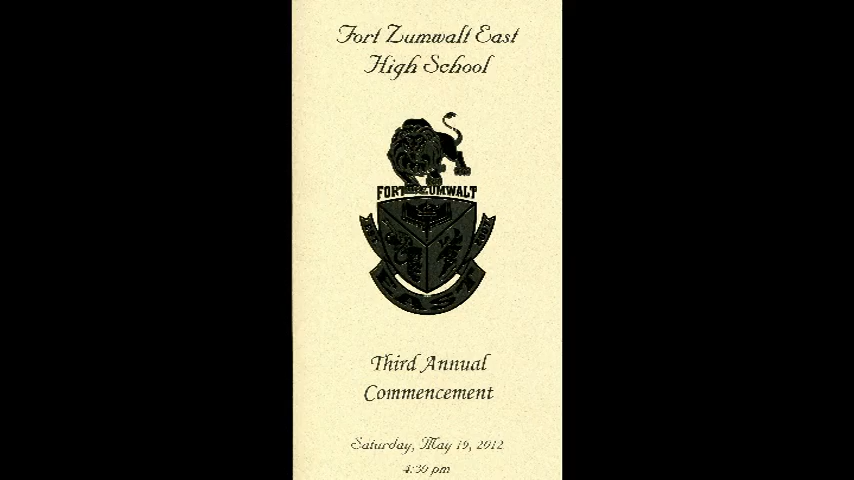 Fort Zumwalt East
High School
FORT ZUMWALT
EAST
Third Annual
Commencement
Saturday, May 19, 2012
4:30 pm